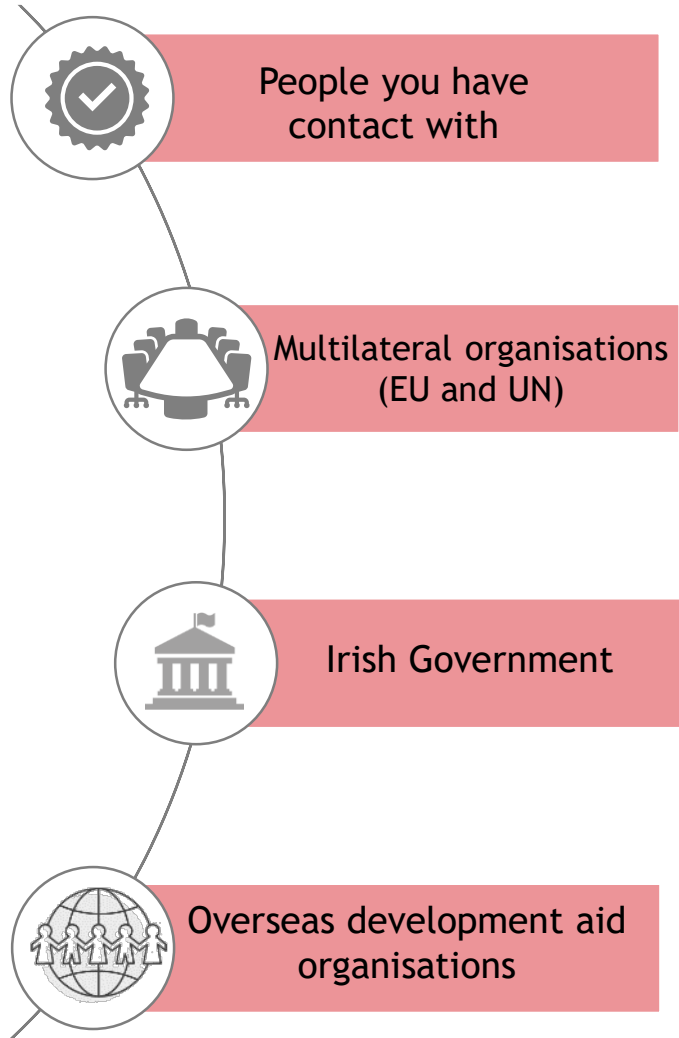 People you have
contact with
Multilateral organisations
(EU and UN)
Irish Government
Overseas development aid
organisations